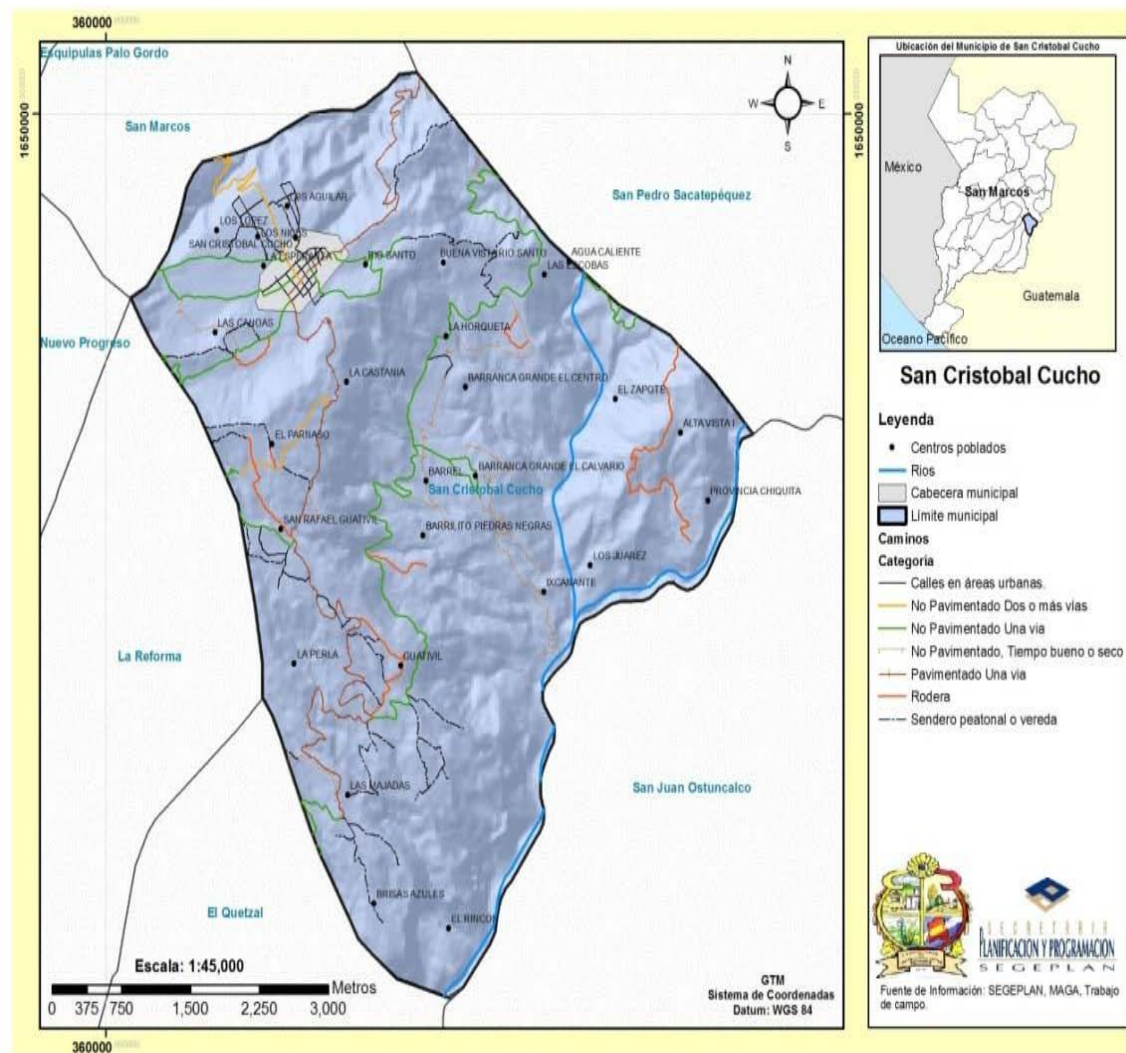 360000
Esquipulas Palo Gordo
San Marcos
1650000
1650000
N
W E
S
San Pedro Sacatepéquez
LOS AGUILAR
LOS LOPEZ
LOS NIOS
SAN CRISTOBAL CUCHO
LA ESPERANZA
RIO SANTO
BUENA VISTA RIO SANTO
AGUA CALIENTE
LAS ESCOBAS
Nuevo Progreso
LAS CANOAS
LA HORQUETA
LA CASTANIA
BARRANCA GRANDE EL CENTRO
EL ZAPOTE
ALTA VISTA I
EL PARNASO
BARREL
BARRANCA GRANDE EL CALVARIO
San Cristobal Cucho
PROVINCIA CHIQUITA
SAN RAFAEL GUATIVIL
BARRILITO PIEDRAS NEGRAS
LOS JUAREZ
IXCANANTE
La Reforma
LA PERLA
GUATIVIL
LAS MAJADAS
San Juan Ostuncalco
BRISAS AZULES
El Quetzal
EL RINCON
Escala: 1:45,000
Metros
0 375 750 1,500 2,250 3,000
GTM
Sistema de Coordenadas
Datum: WGS 84
360000
Ubicación del Municipio de San Cristobal Cucho
México
San Marcos
Guatemala
Oceano Pacífico
San Cristobal Cucho
Leyenda
Centros poblados
Rios
Cabecera municipal
Límite municipal
Caminos
Categoria
Calles en áreas urbanas.
No Pavimentado Dos o más vías
No Pavimentado Una via
No Pavimentado, Tiempo bueno o seco
Pavimentado Una via
Rodera
Sendero peatonal o vereda
SECRETARIA
PLANIFICACION Y PROGRAMACION
SEGEPLAN
Fuente de Información: SEGEPLAN, MAGA, Trabajo
de campo.